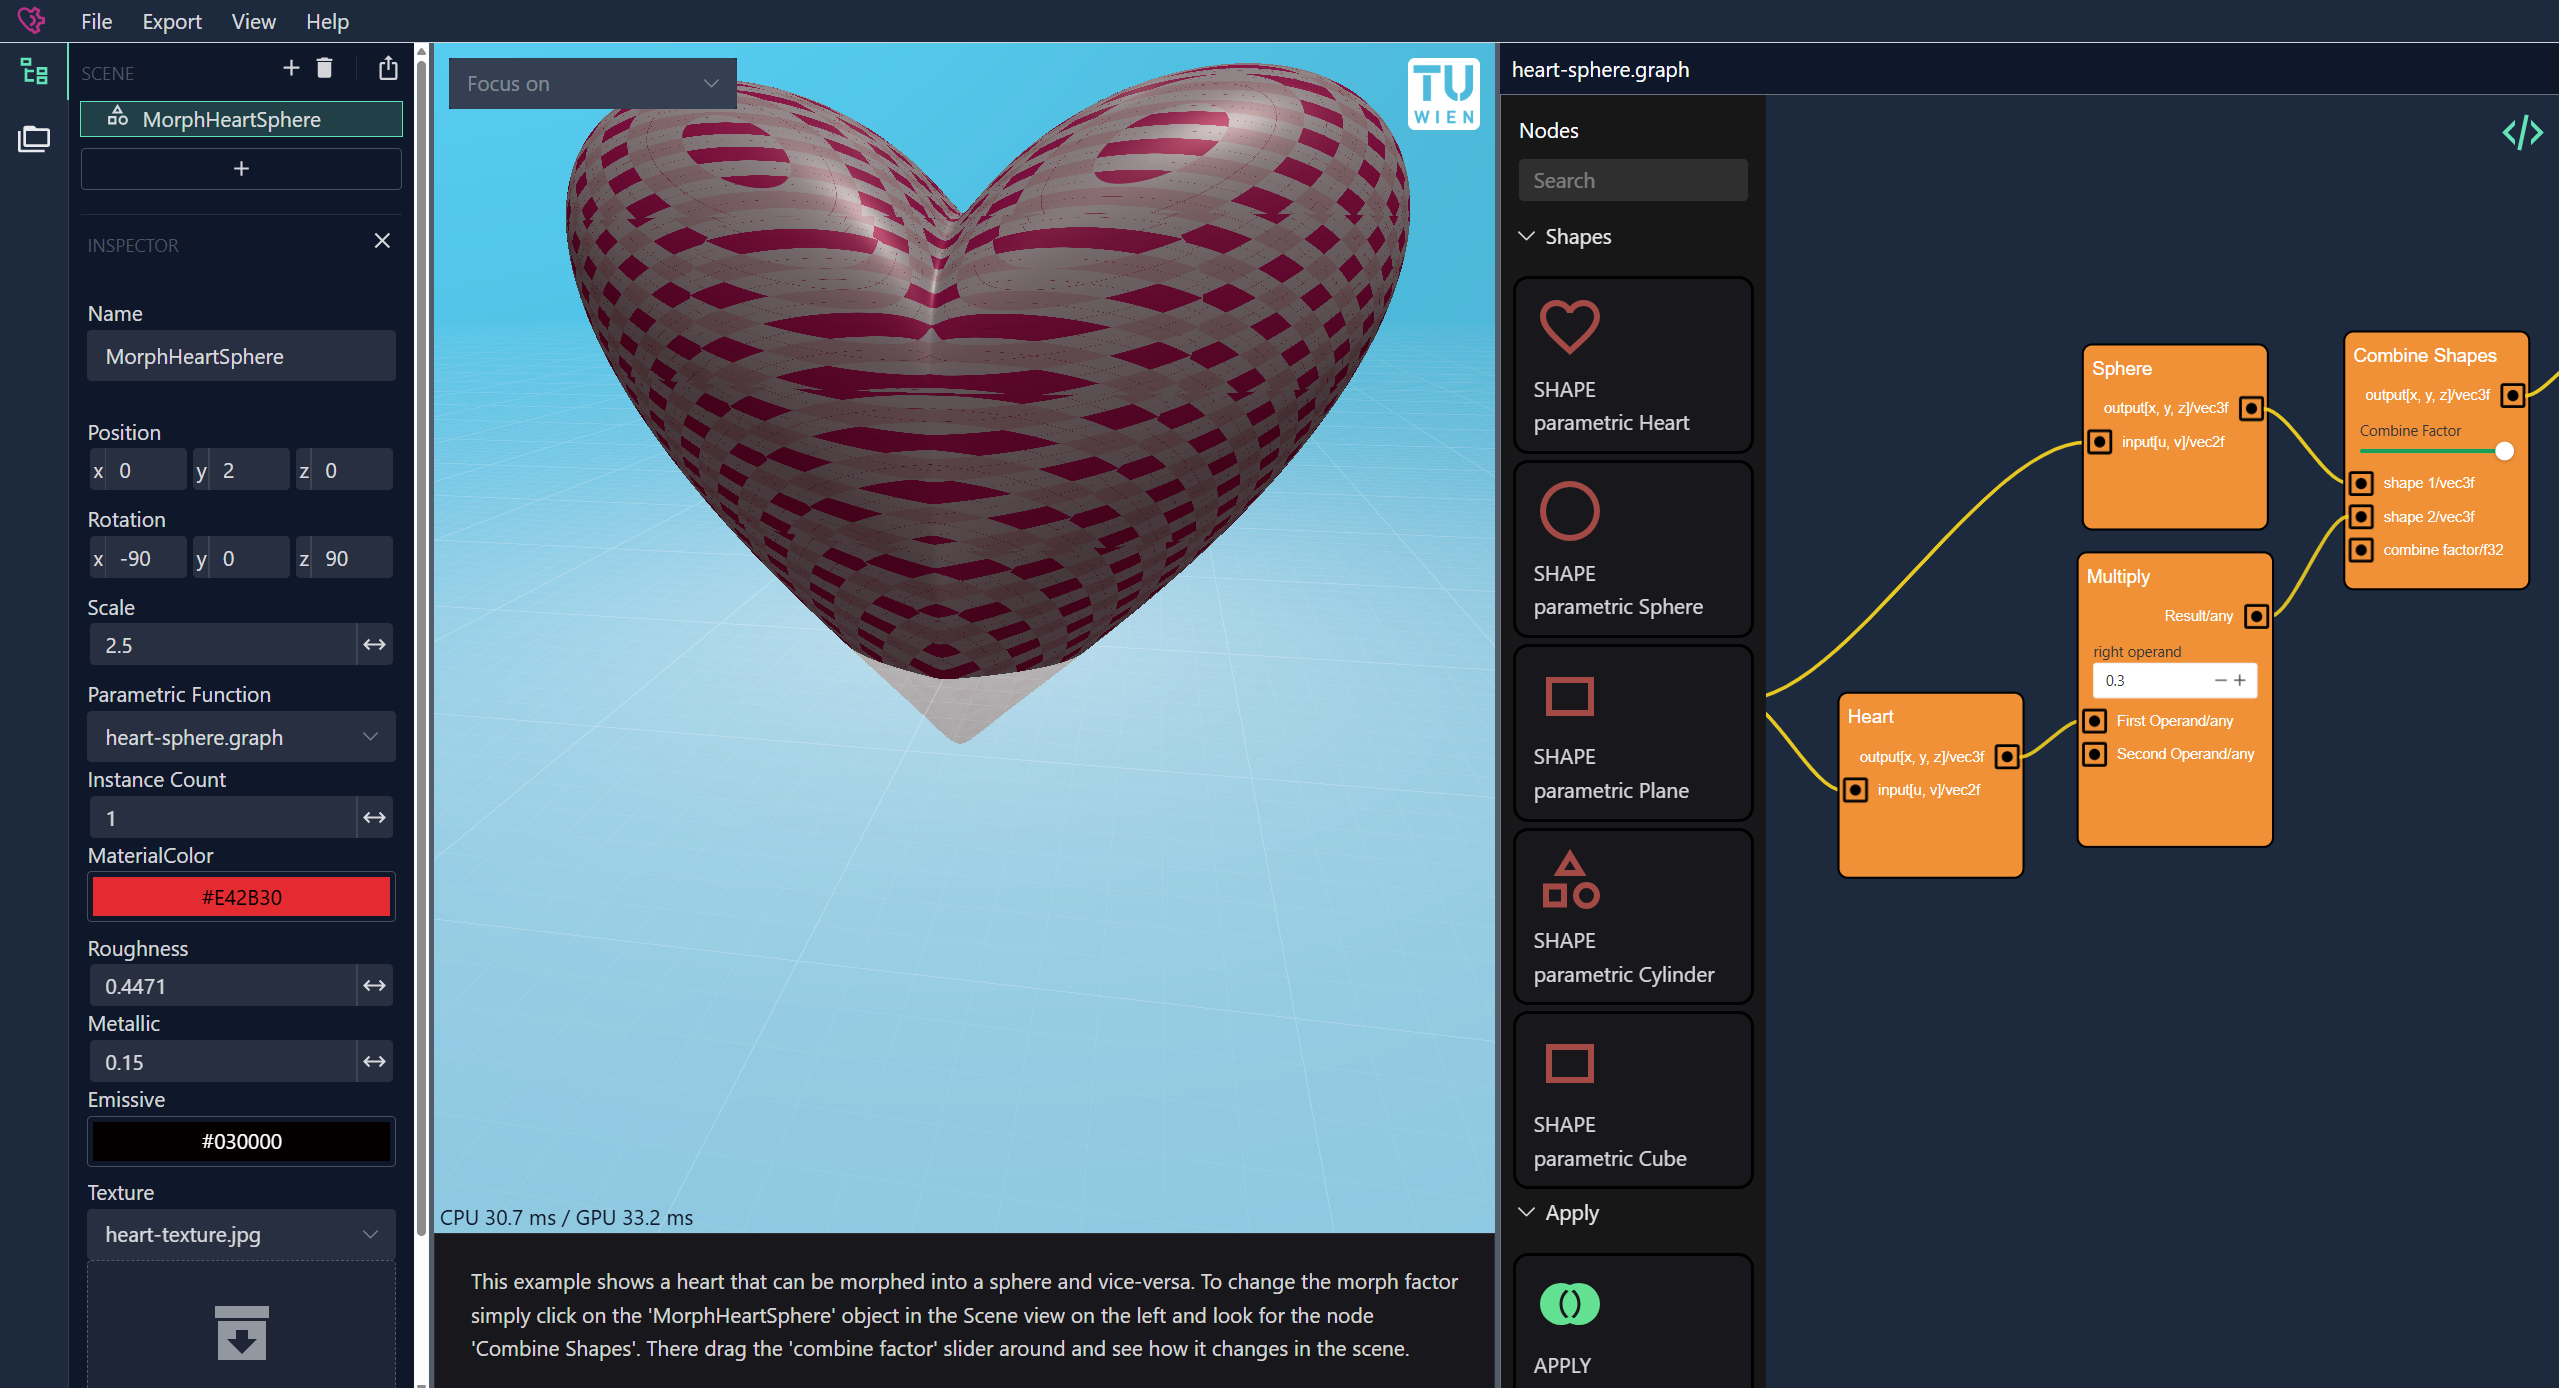 File Export View Help
SCENE
MorphHeartSphere
+
INSPECTOR
Name
MorphHeartSphere
Position
x 0 y 2 z 0
Rotation
x -90 y 0 z 90
Scale
2.5
Parametric Function
heart-sphere.graph
Instance Count
1
MaterialColor
#E42B30
Roughness
0.4471
Metallic
0.15
Emissive
#030000
Texture
heart-texture.jpg
Focus on
TU
WIEN
CPU 30.7 ms / GPU 33.2 ms
This example shows a heart that can be morphed into a sphere and vice-versa. To change the morph factor
simply click on the 'MorphHeartSphere' object in the Scene view on the left and look for the node
'Combine Shapes'. There drag the 'combine factor' slider around and see how it changes in the scene.
heart-sphere.graph
Nodes
Search
Shapes
SHAPE
parametric Heart
SHAPE
parametric Sphere
SHAPE
parametric Plane
SHAPE
parametric Cylinder
SHAPE
parametric Cube
Apply
APPLY
Heart
output[x, y, z]/vec3f
input[u, v]/vec2f
Sphere
output[x, y, z]/vec3f
input[u, v]/vec2f
Multiply
Result/any
right operand
0.3
First Operand/any
Second Operand/any
Combine Shapes
output[x, y, z]/vec3f
Combine Factor
shape 1/vec3f
shape 2/vec3f
combine factor/f32